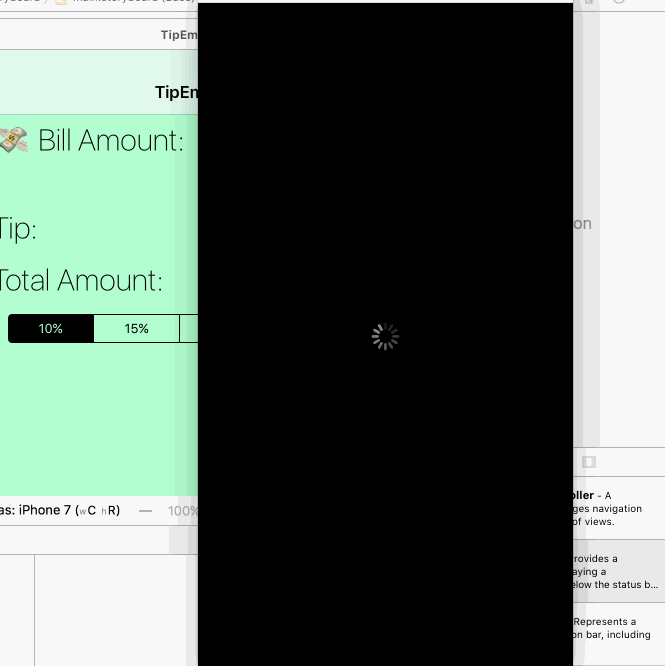 TipEm
TipEm
Bill Amount:
Tip:
Total Amount:
10%
15%
as: iPhone 7 (wC hR)
100%
on
oller - A
ges navigation
of views.
rovides a
aying a
elow the status b...
Represents a
on bar, including